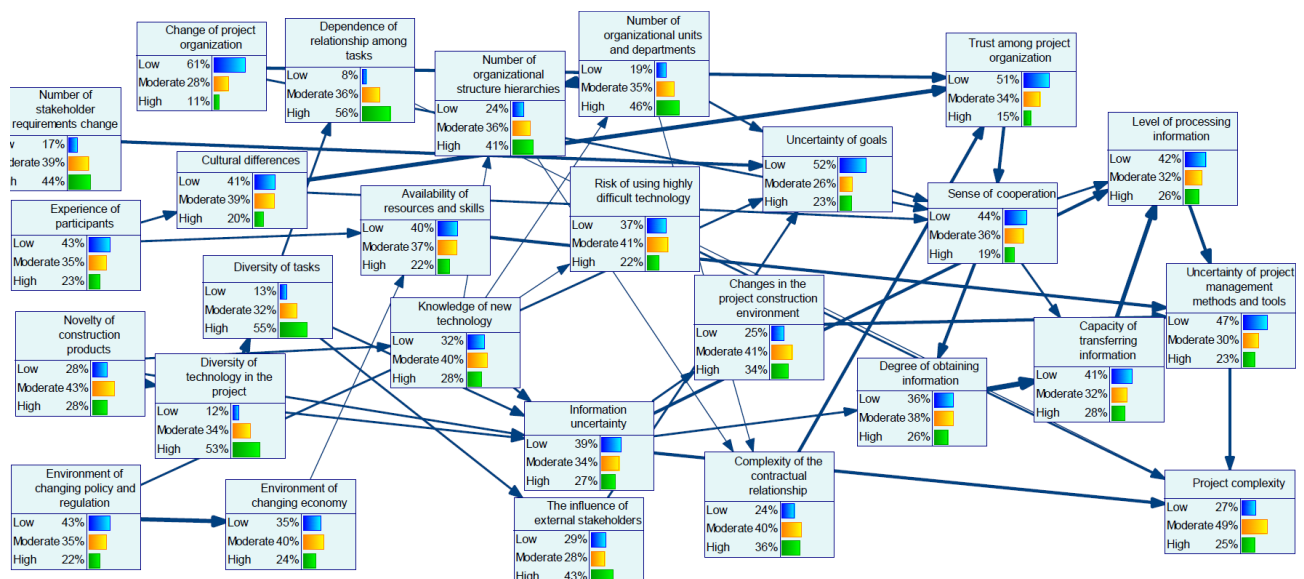 Change of project
organization
Low 61%
Moderate 28%
High 11%
Dependence of
relationship among
tasks
Low 8%
Moderate 36%
High 56%
Number of
organizational
structure hierarchies
Low 24%
Moderate 36%
High 41%
Number of
organizational units
and departments
Low 19%
Moderate 35%
High 46%
Trust among project
organization
Low 51%
Moderate 34%
High 15%
Number of
stakeholder
requirements change
w 17%
Moderate 39%
h 44%
Cultural differences
Low 41%
Moderate 39%
High 20%
Availability of
resources and skills
Low 40%
Moderate 37%
High 22%
Risk of using highly
difficult technology
Low 37%
Moderate 41%
High 22%
Uncertainty of goals
Low 52%
Moderate 26%
High 23%
Sense of cooperation
Low 44%
Moderate 36%
High 19%
Level of processing
information
Low 42%
Moderate 32%
High 26%
Experience of
participants
Low 43%
Moderate 35%
High 23%
Diversity of tasks
Low 13%
Moderate 32%
High 55%
Knowledge of new
technology
Low 32%
Moderate 40%
High 28%
Changes in the
project construction
environment
Low 25%
Moderate 41%
High 34%
Uncertainty of project
management
methods and tools
Low 47%
Moderate 30%
High 23%
Novelty of
construction
products
Low 28%
Moderate 43%
High 28%
Diversity of
technology in the
project
Low 12%
Moderate 34%
High 53%
Information
uncertainty
Low 39%
Moderate 34%
High 27%
Degree of obtaining
information
Low 36%
Moderate 38%
High 26%
Capacity of
transferring
information
Low 41%
Moderate 32%
High 28%
Environment of
changing policy and
regulation
Low 43%
Moderate 35%
High 22%
Environment of
changing economy
Low 35%
Moderate 40%
High 24%
The influence of
external stakeholders
Low 29%
Moderate 28%
High 43%
Complexity of the
contractual
relationship
Low 24%
Moderate 40%
High 36%
Project complexity
Low 27%
Moderate 49%
High 25%